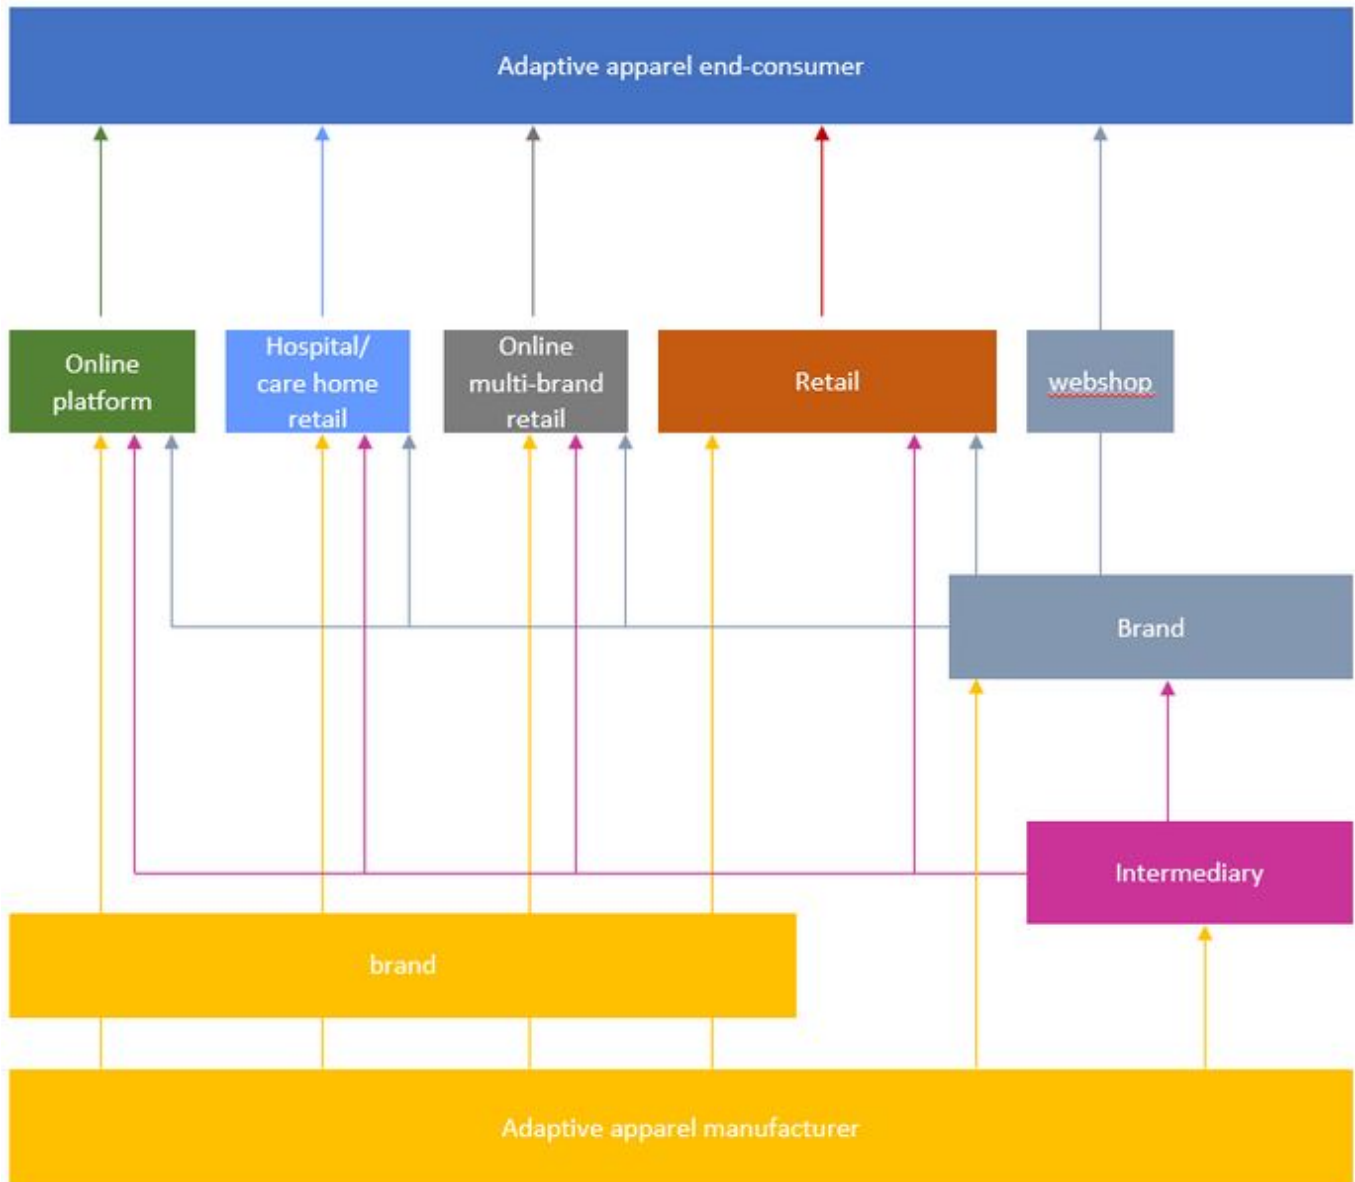 Adaptive apparel end-consumer
Online
platform
Hospital/
care home
retail
Online
multi-brand
retail
Retail
webshop
Brand
Intermediary
brand
Adaptive apparel manufacturer